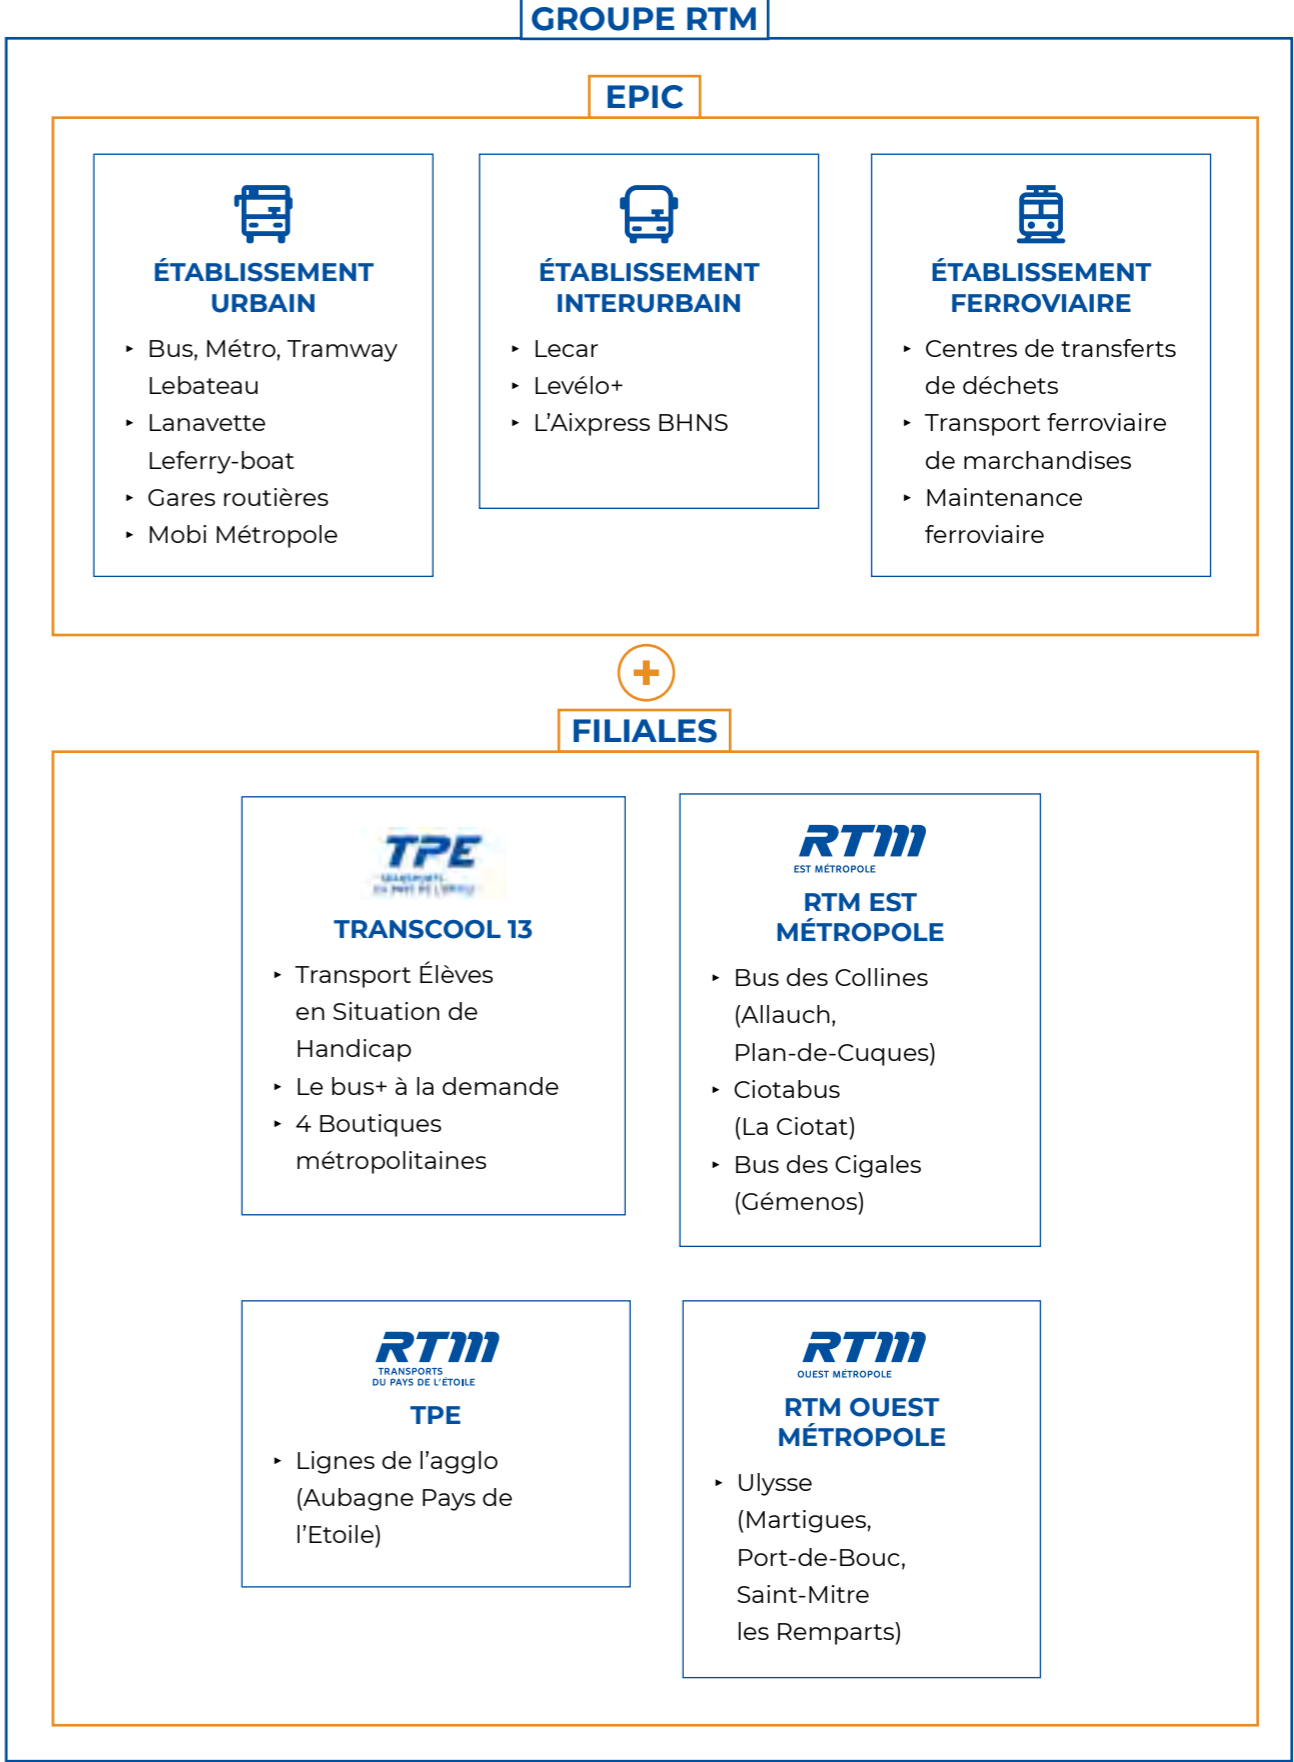 GROUPE RTM
EPIC
ÉTABLISSEMENT
URBAIN
‣ Bus, Métro, Tramway
Lebateau
‣ Lanavette
Leferry-boat
‣ Gares routières
‣ Mobi Métropole
ÉTABLISSEMENT
INTERURBAIN
‣ Lecar
‣ Levélo+
‣ L’Aixpress BHNS
ÉTABLISSEMENT
FERROVIAIRE
‣ Centres de transferts
de déchets
‣ Transport ferroviaire
de marchandises
‣ Maintenance
ferroviaire
+
FILIALES
TPE
TRANSPORTS
DU PAYS DE L'ETOILE
TRANSCOOL 13
‣ Transport Élèves
en Situation de
Handicap
‣ Le bus+ à la demande
‣ 4 Boutiques
métropolitaines
RTM
EST MÉTROPOLE
RTM EST
MÉTROPOLE
‣ Bus des Collines
(Allauch,
Plan-de-Cuques)
‣ Ciotabus
(La Ciotat)
‣ Bus des Cigales
(Gémenos)
RTM
TRANSPORTS
DU PAYS DE L’ÉTOILE
TPE
‣ Lignes de l’agglo
(Aubagne Pays de
l’Etoile)
RTM
OUEST MÉTROPOLE
RTM OUEST
MÉTROPOLE
‣ Ulysse
(Martigues,
Port-de-Bouc,
Saint-Mitre
les Remparts)